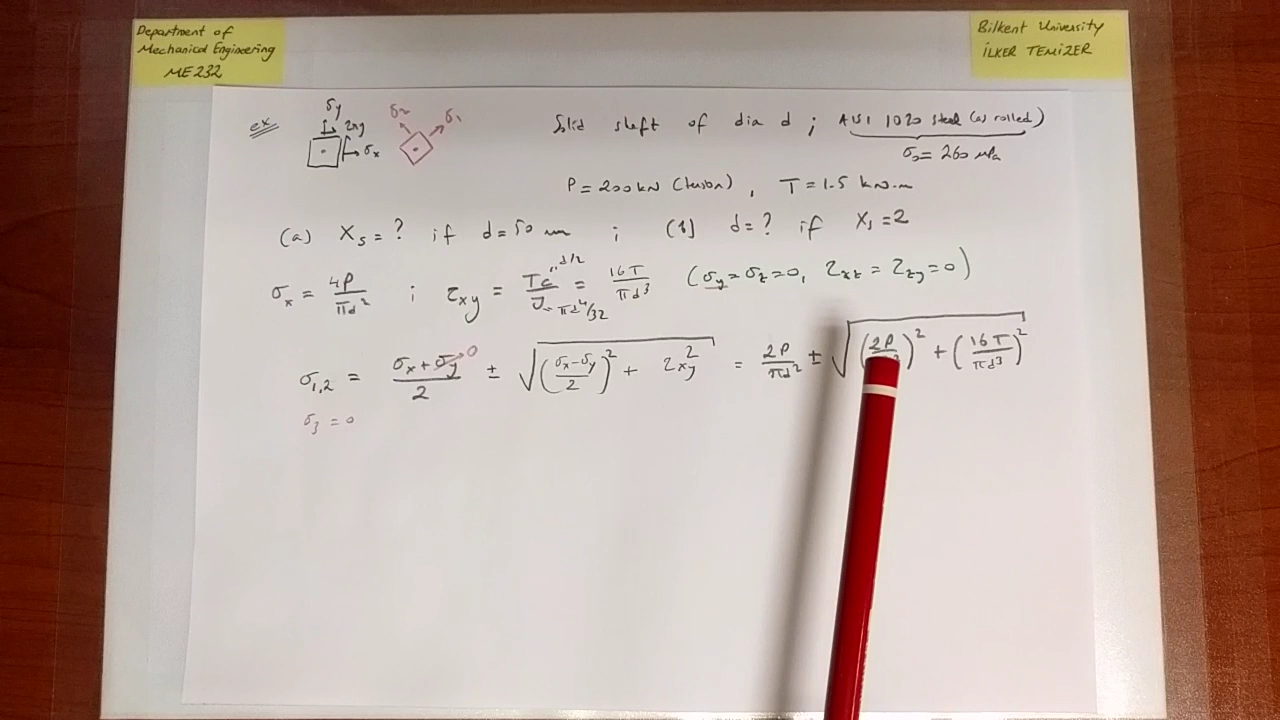 Department of
Mechanical Engineering
ME232
Bilkent University
İLKER TEMİZER
ex
σy
τxy
σx
σ2
σ1
Solid shaft of dia d ; AISI 1020 steel (as rolled)
σ0 = 260 MPa
P = 200 kN (tension) , T = 1.5 kN.m
(a) Xs = ? if d = 50 mm ; (b) d = ? if Xs = 2
σx = 4P/πd² ; τxy = Tc/J = 16T/πd³ (σy = σz = 0, τxz = τzy = 0)
" d/2
= πd⁴/32
σ1,2 = (σx + σy)/2 ± √(((σx − σy)/2)² + τxy²) = 2P/πd² ± √((2P/ ²)² + (16T/πd³)²)
0
σ3 = 0